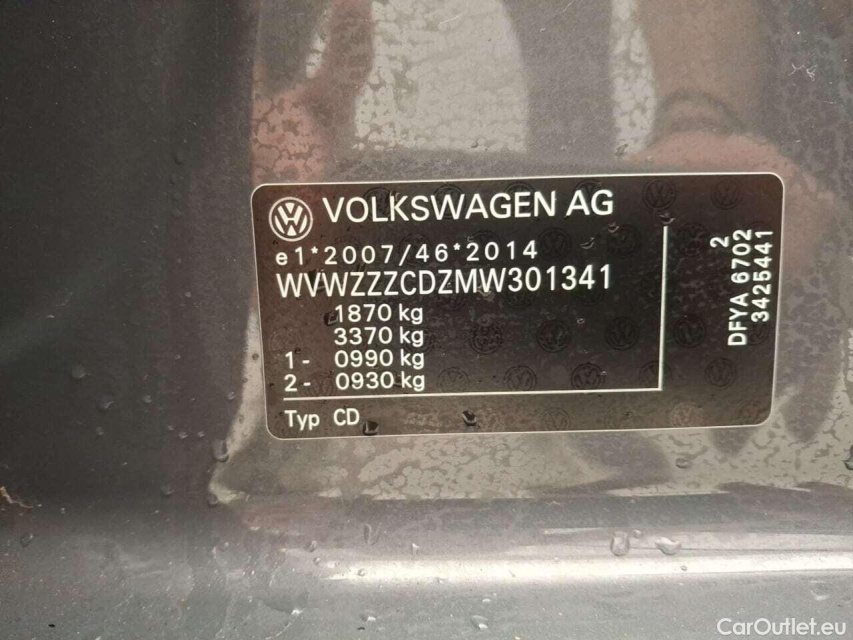 VOLKSWAGEN AG
e1*2007/46*2014
WVWZZZCDZMW301341
1870 kg
3370 kg
1- 0990 kg
2- 0930 kg
Typ CD
2
DFYA 6702
3425441
CarOutlet.eu